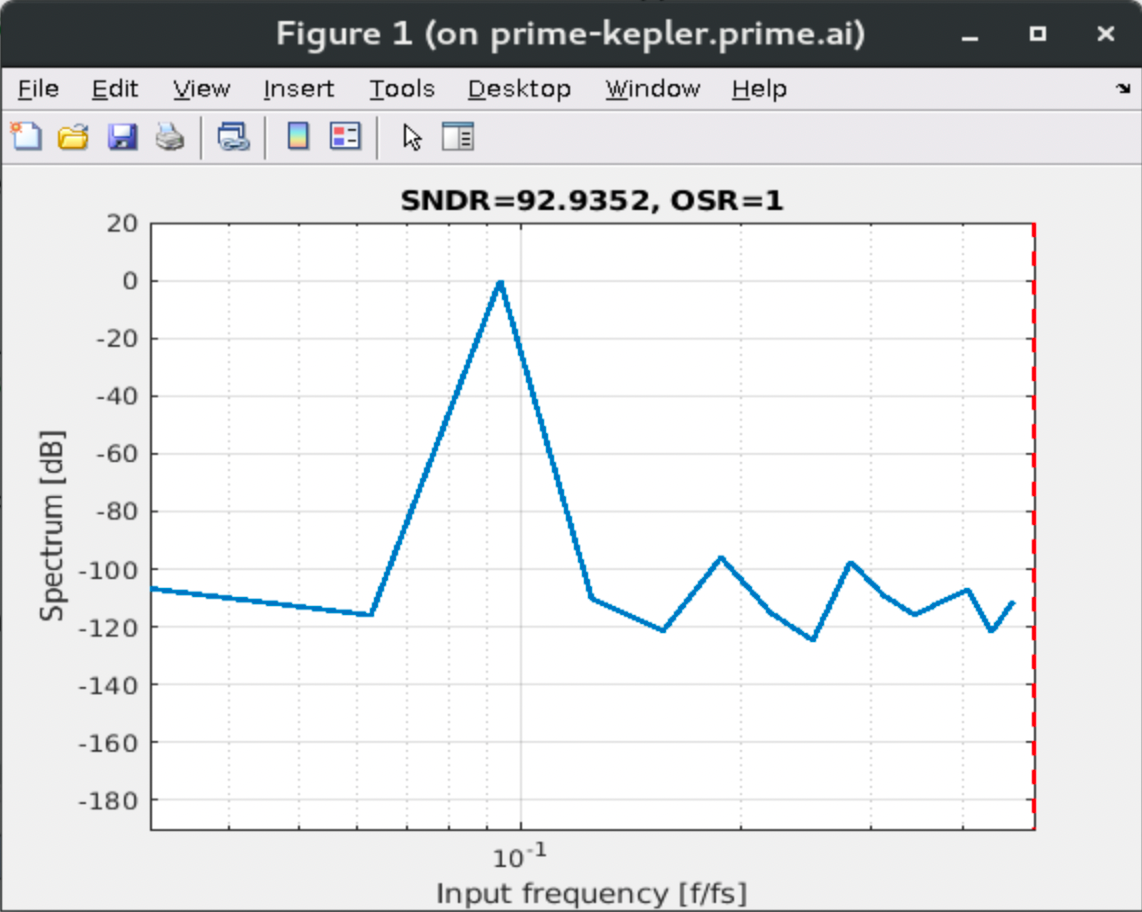 Figure 1 (on prime-kepler.prime.ai)
File Edit View Insert Tools Desktop Window Help
SNDR=92.9352, OSR=1
20
0
-20
-40
-60
-80
-100
-120
-140
-160
-180
Spectrum [dB]
10^-1
Input frequency [f/fs]